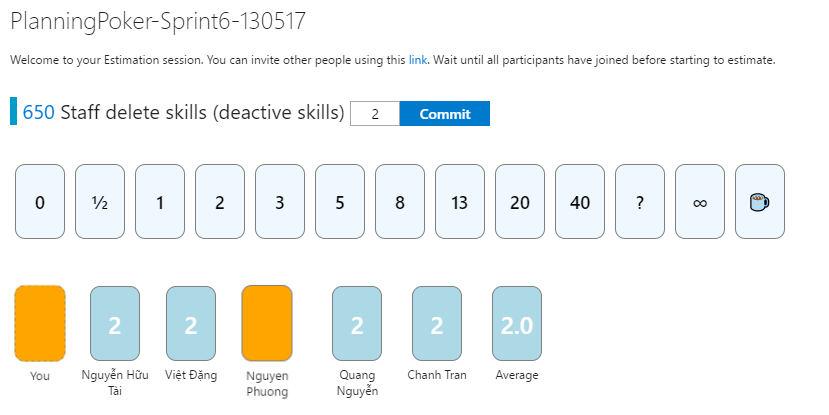 PlanningPoker-Sprint6-130517
Welcome to your Estimation session. You can invite other people using this link. Wait until all participants have joined before starting to estimate.
650 Staff delete skills (deactive skills) 2 Commit
0 ½ 1 2 3 5 8 13 20 40 ? ∞
2 2 2 2 2.0
You Nguyễn Hữu Tài Việt Đặng Nguyen Phuong Quang Nguyễn Chanh Tran Average